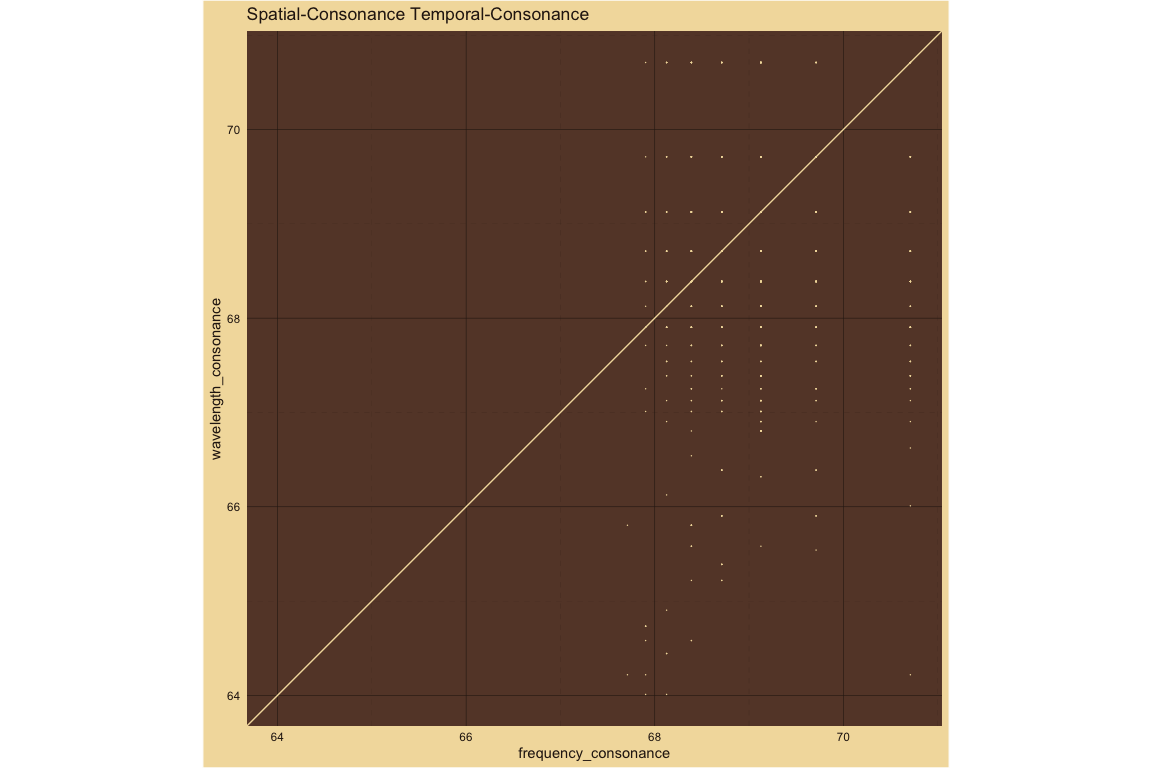 Spatial-Consonance Temporal-Consonance
70
68
66
64
wavelength_consonance
64 66 68 70
frequency_consonance